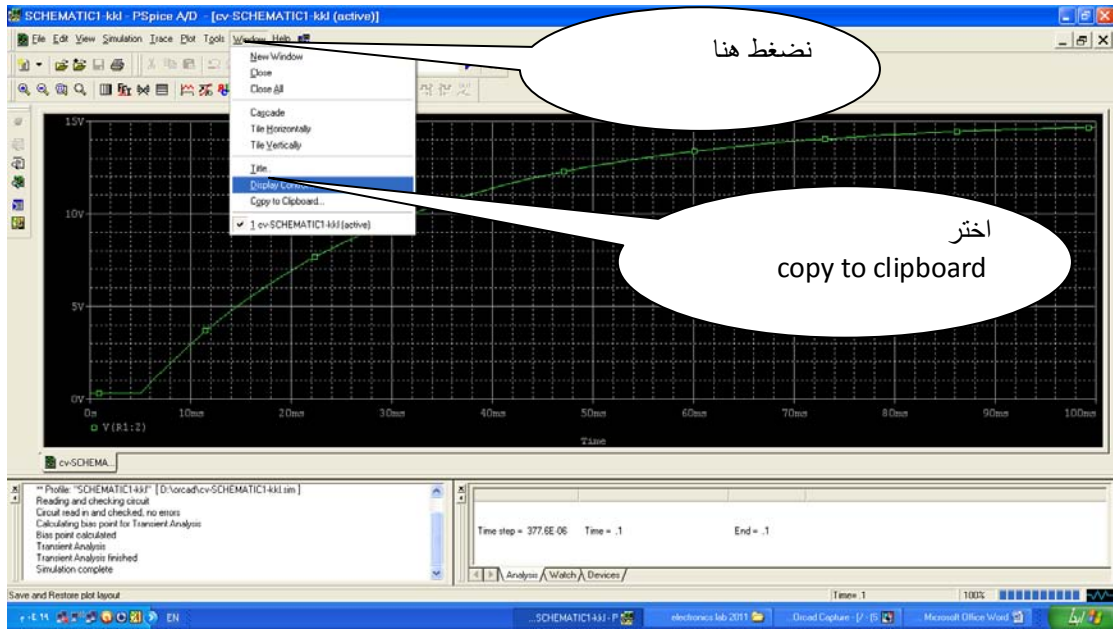 SCHEMATIC1-kkl - PSpice A/D - [cv-SCHEMATIC1-kkl (active)]
File Edit View Simulation Trace Plot Tools Window Help
نضغط هنا
New Window
Close
Close All
Cascade
Tile Horizontally
Tile Vertically
Title..
Display Control...
Copy to Clipboard...
1 cv-SCHEMATIC1-kkl (active)
اختر
copy to clipboard
15V
10V
5V
0V
0s 10ms 20ms 30ms 40ms 50ms 60ms 70ms 80ms 90ms 100ms
V(R1:2)
Time
cv-SCHEMA...
** Profile: "SCHEMATIC1-kkl" [ D:\orcad\cv-SCHEMATIC1-kkl.sim ]
Reading and checking circuit
Circuit read in and checked, no errors
Calculating bias point for Transient Analysis
Bias point calculated
Transient Analysis
Transient Analysis finished
Simulation complete
Time step = 377.6E-06 Time = .1 End = .1
Analysis Watch Devices
Save and Restore plot layout
Time= .1 100%
EN
...SCHEMATIC1-kkl - P
electronics lab 2011
...Orcad Capture - [/ - (S
... Microsoft Office Word
ابدأ